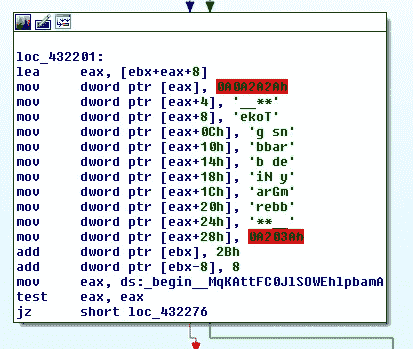 loc_432201:
lea eax, [ebx+eax+8]
mov dword ptr [eax], 0A0A2A2Ah
mov dword ptr [eax+4], '__**'
mov dword ptr [eax+8], 'ekoT'
mov dword ptr [eax+0Ch], 'g sn'
mov dword ptr [eax+10h], 'bbar'
mov dword ptr [eax+14h], 'b de'
mov dword ptr [eax+18h], 'iN y'
mov dword ptr [eax+1Ch], 'arGm'
mov dword ptr [eax+20h], 'rebb'
mov dword ptr [eax+24h], '**__'
mov dword ptr [eax+28h], 0A203Ah
add dword ptr [ebx], 2Bh
add dword ptr [ebx-8], 8
mov eax, ds:_begin__MqKAttFC0JlSOWEhlpbamA
test eax, eax
jz short loc_432276